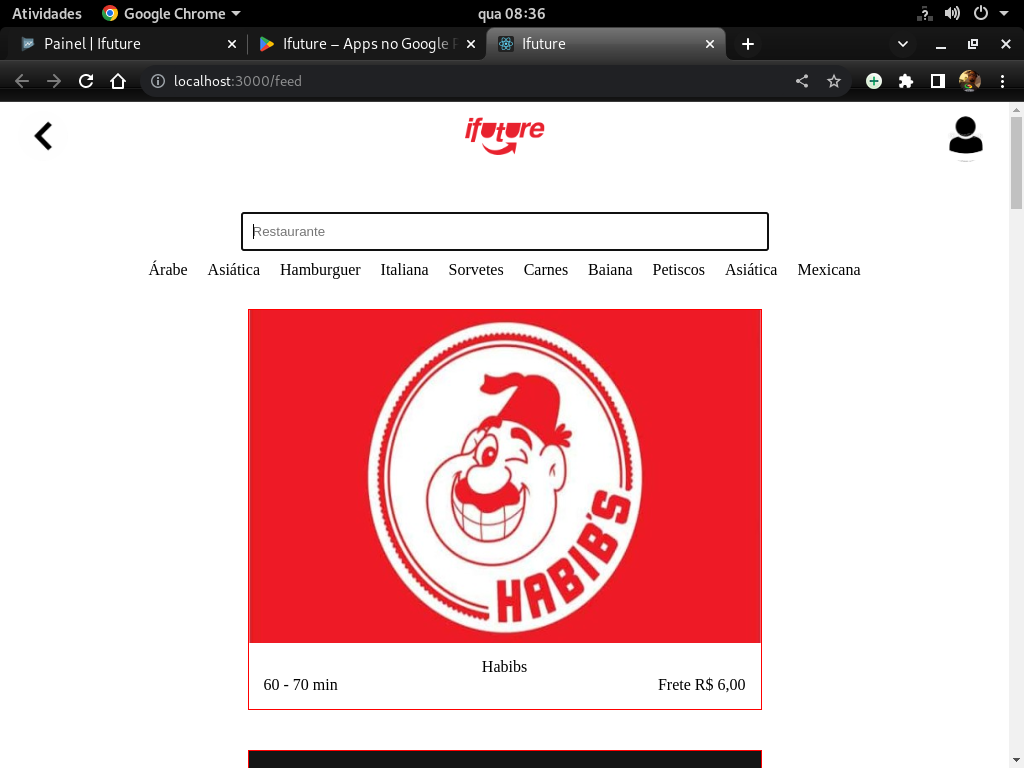 Atividades Google Chrome qua 08:36
Painel | Ifuture Ifuture – Apps no Google Ifuture
localhost:3000/feed
ifuture
Restaurante
Árabe Asiática Hamburguer Italiana Sorvetes Carnes Baiana Petiscos Asiática Mexicana
HABIB'S
Habibs
60 - 70 min Frete R$ 6,00